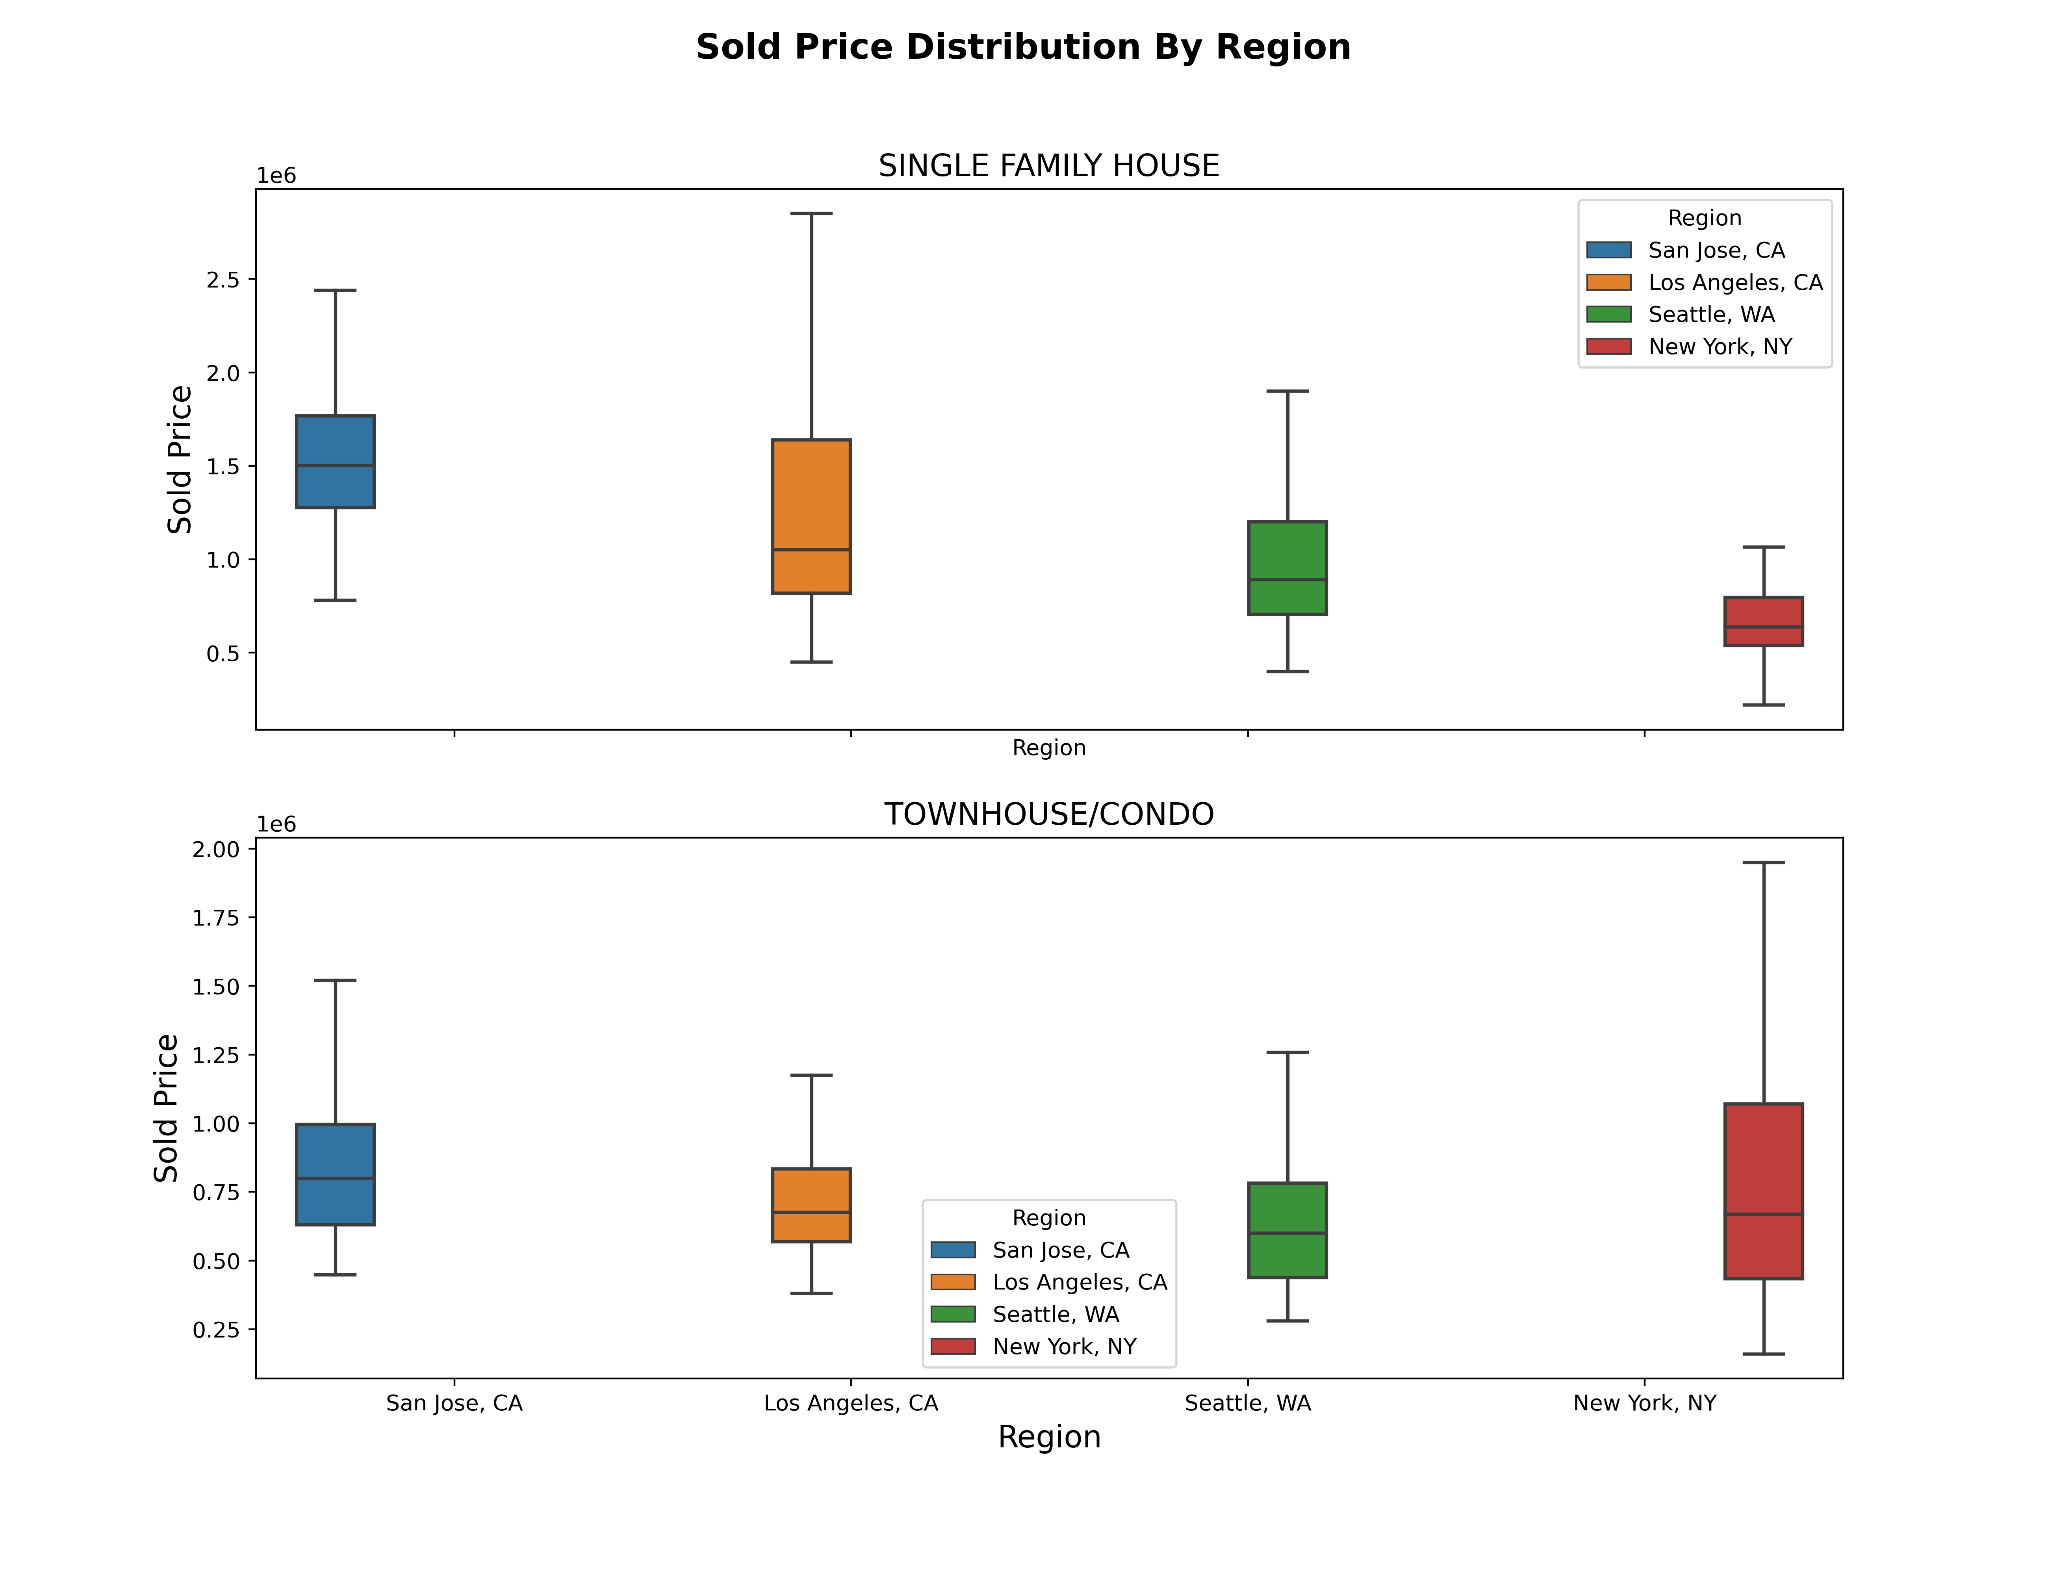 Sold Price Distribution By Region
SINGLE FAMILY HOUSE
1e6
2.5
2.0
1.5
1.0
0.5
Sold Price
Region
San Jose, CA
Los Angeles, CA
Seattle, WA
New York, NY
Region
TOWNHOUSE/CONDO
1e6
2.00
1.75
1.50
1.25
1.00
0.75
0.50
0.25
Sold Price
Region
San Jose, CA
Los Angeles, CA
Seattle, WA
New York, NY
San Jose, CA
Los Angeles, CA
Seattle, WA
New York, NY
Region